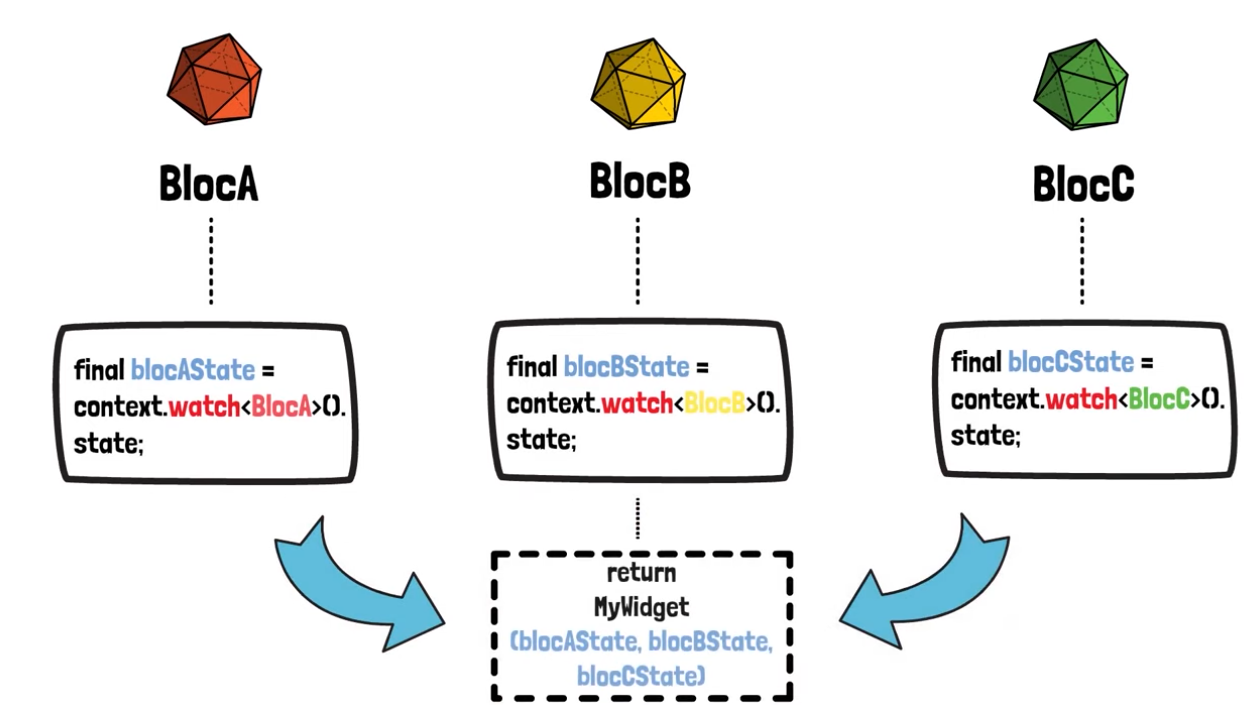 BlocA
BlocB
BlocC
final blocAState =
context.watch<BlocA>().
state;
final blocBState =
context.watch<BlocB>().
state;
final blocCState =
context.watch<BlocC>().
state;
return
MyWidget
(blocAState, blocBState,
blocCState)